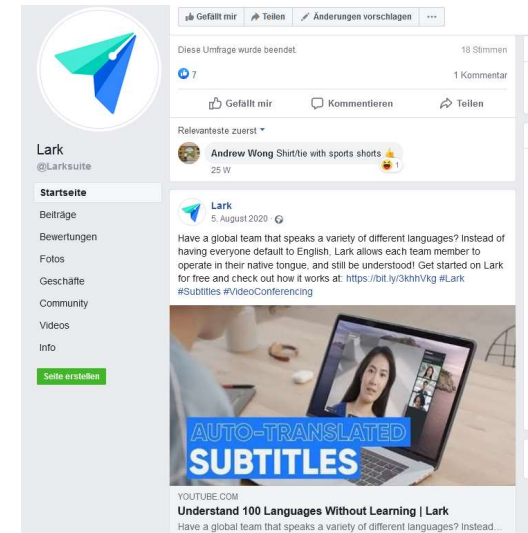 Gefällt mir Teilen Änderungen vorschlagen ...
Diese Umfrage wurde beendet. 18 Stimmen
7 1 Kommentar
Gefällt mir Kommentieren Teilen
Relevanteste zuerst
Andrew Wong Shirt/tie with sports shorts
1
25 W
Lark
@Larksuite
Startseite
Beiträge
Bewertungen
Fotos
Geschäfte
Community
Videos
Info
Seite erstellen
Lark
5. August 2020 ·
Have a global team that speaks a variety of different languages? Instead of
having everyone default to English, Lark allows each team member to
operate in their native tongue, and still be understood! Get started on Lark
for free and check out how it works at: https://bit.ly/3khhVkg #Lark
#Subtitles #VideoConferencing
AUTO-TRANSLATED
SUBTITLES
YOUTUBE.COM
Understand 100 Languages Without Learning | Lark
Have a global team that speaks a variety of different languages? Instead...